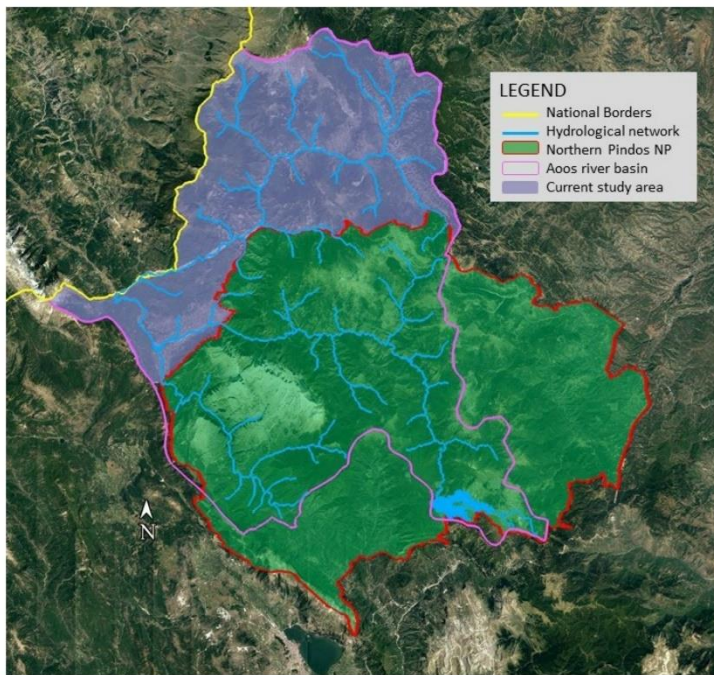 LEGEND
National Borders
Hydrological network
Northern Pindos NP
Aoos river basin
Current study area
N